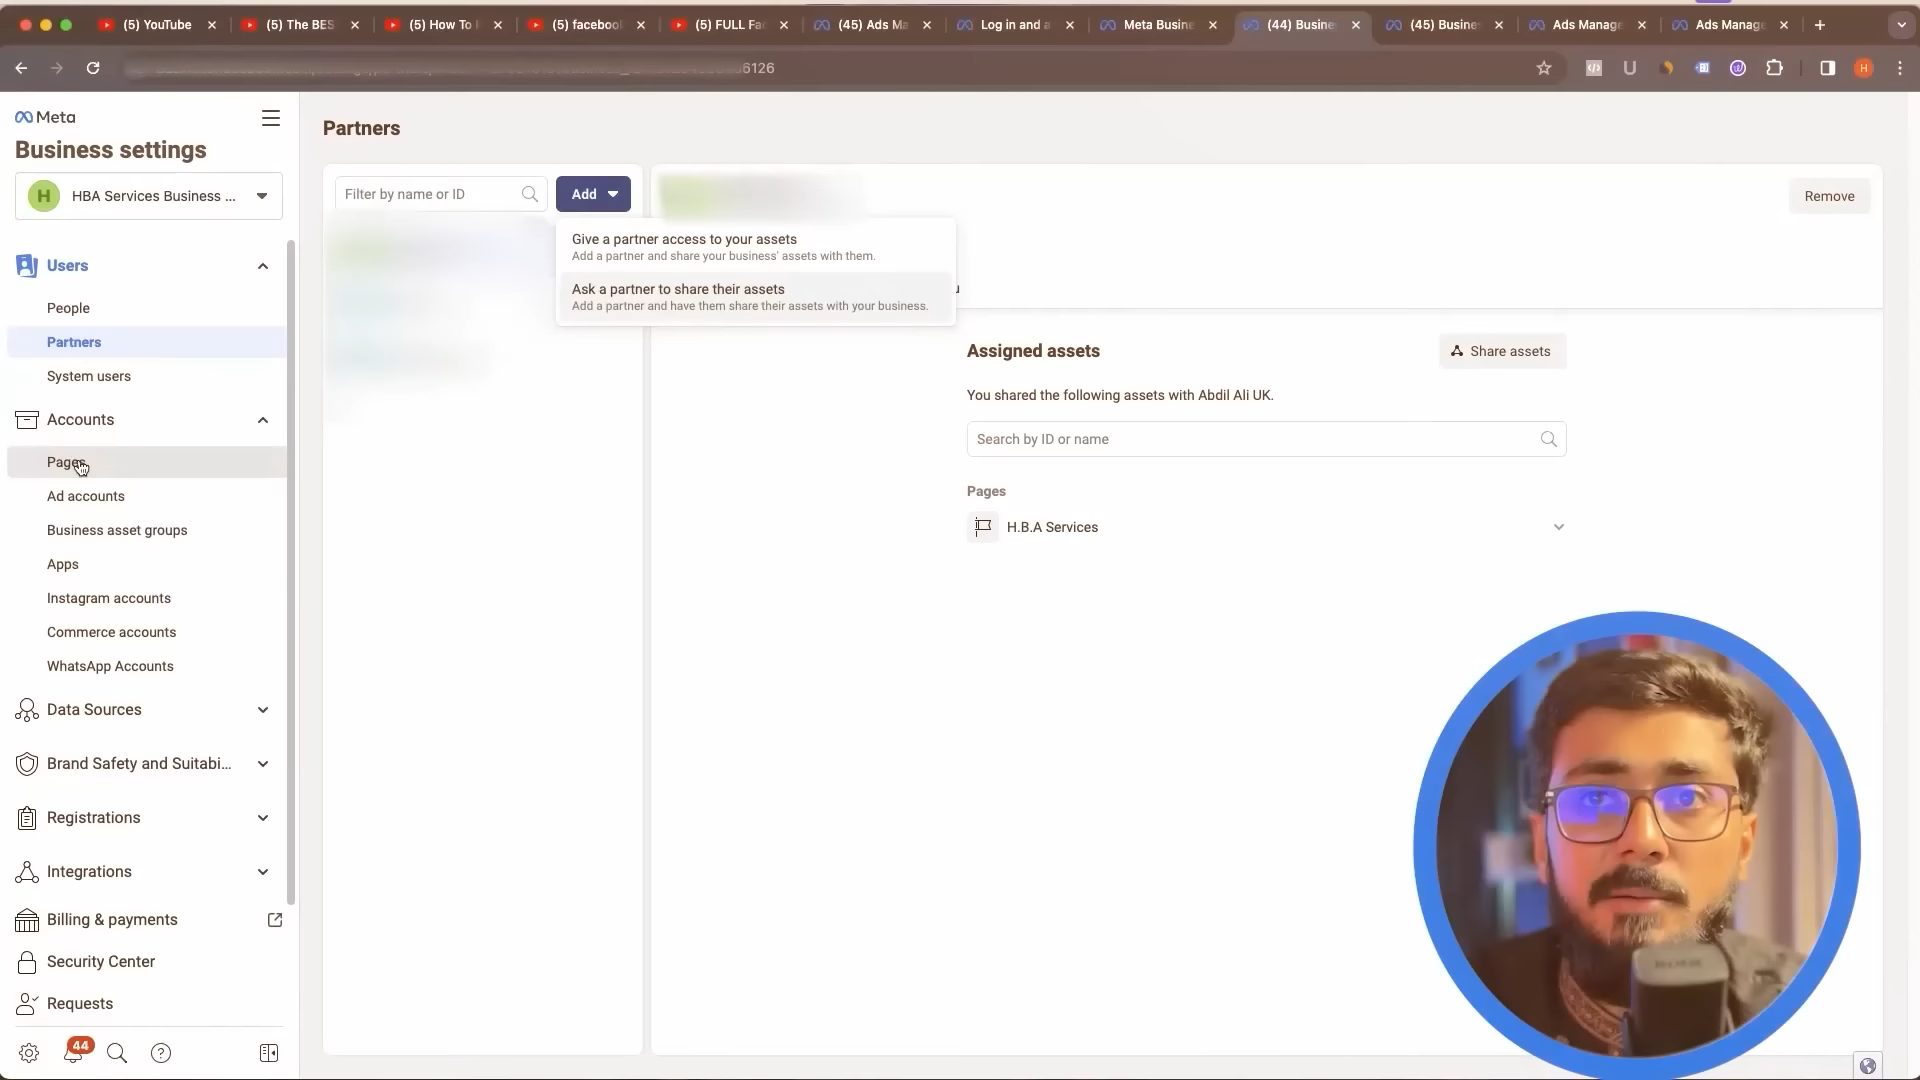 (5) YouTube
(5) The BES
(5) How To
(5) faceboo
(5) FULL Fa
(45) Ads Ma
Log in and a
Meta Busine
(44) Busine
(45) Busine
Ads Manage
Ads Manage
6126
H
Meta
Business settings
H HBA Services Business ...
Users
People
Partners
System users
Accounts
Pages
Ad accounts
Business asset groups
Apps
Instagram accounts
Commerce accounts
WhatsApp Accounts
Data Sources
Brand Safety and Suitabi...
Registrations
Integrations
Billing & payments
Security Center
Requests
44
Partners
Filter by name or ID
Add
Give a partner access to your assets
Add a partner and share your business' assets with them.
Ask a partner to share their assets
Add a partner and have them share their assets with your business.
Remove
Assigned assets
Share assets
You shared the following assets with Abdil Ali UK.
Search by ID or name
Pages
H.B.A Services